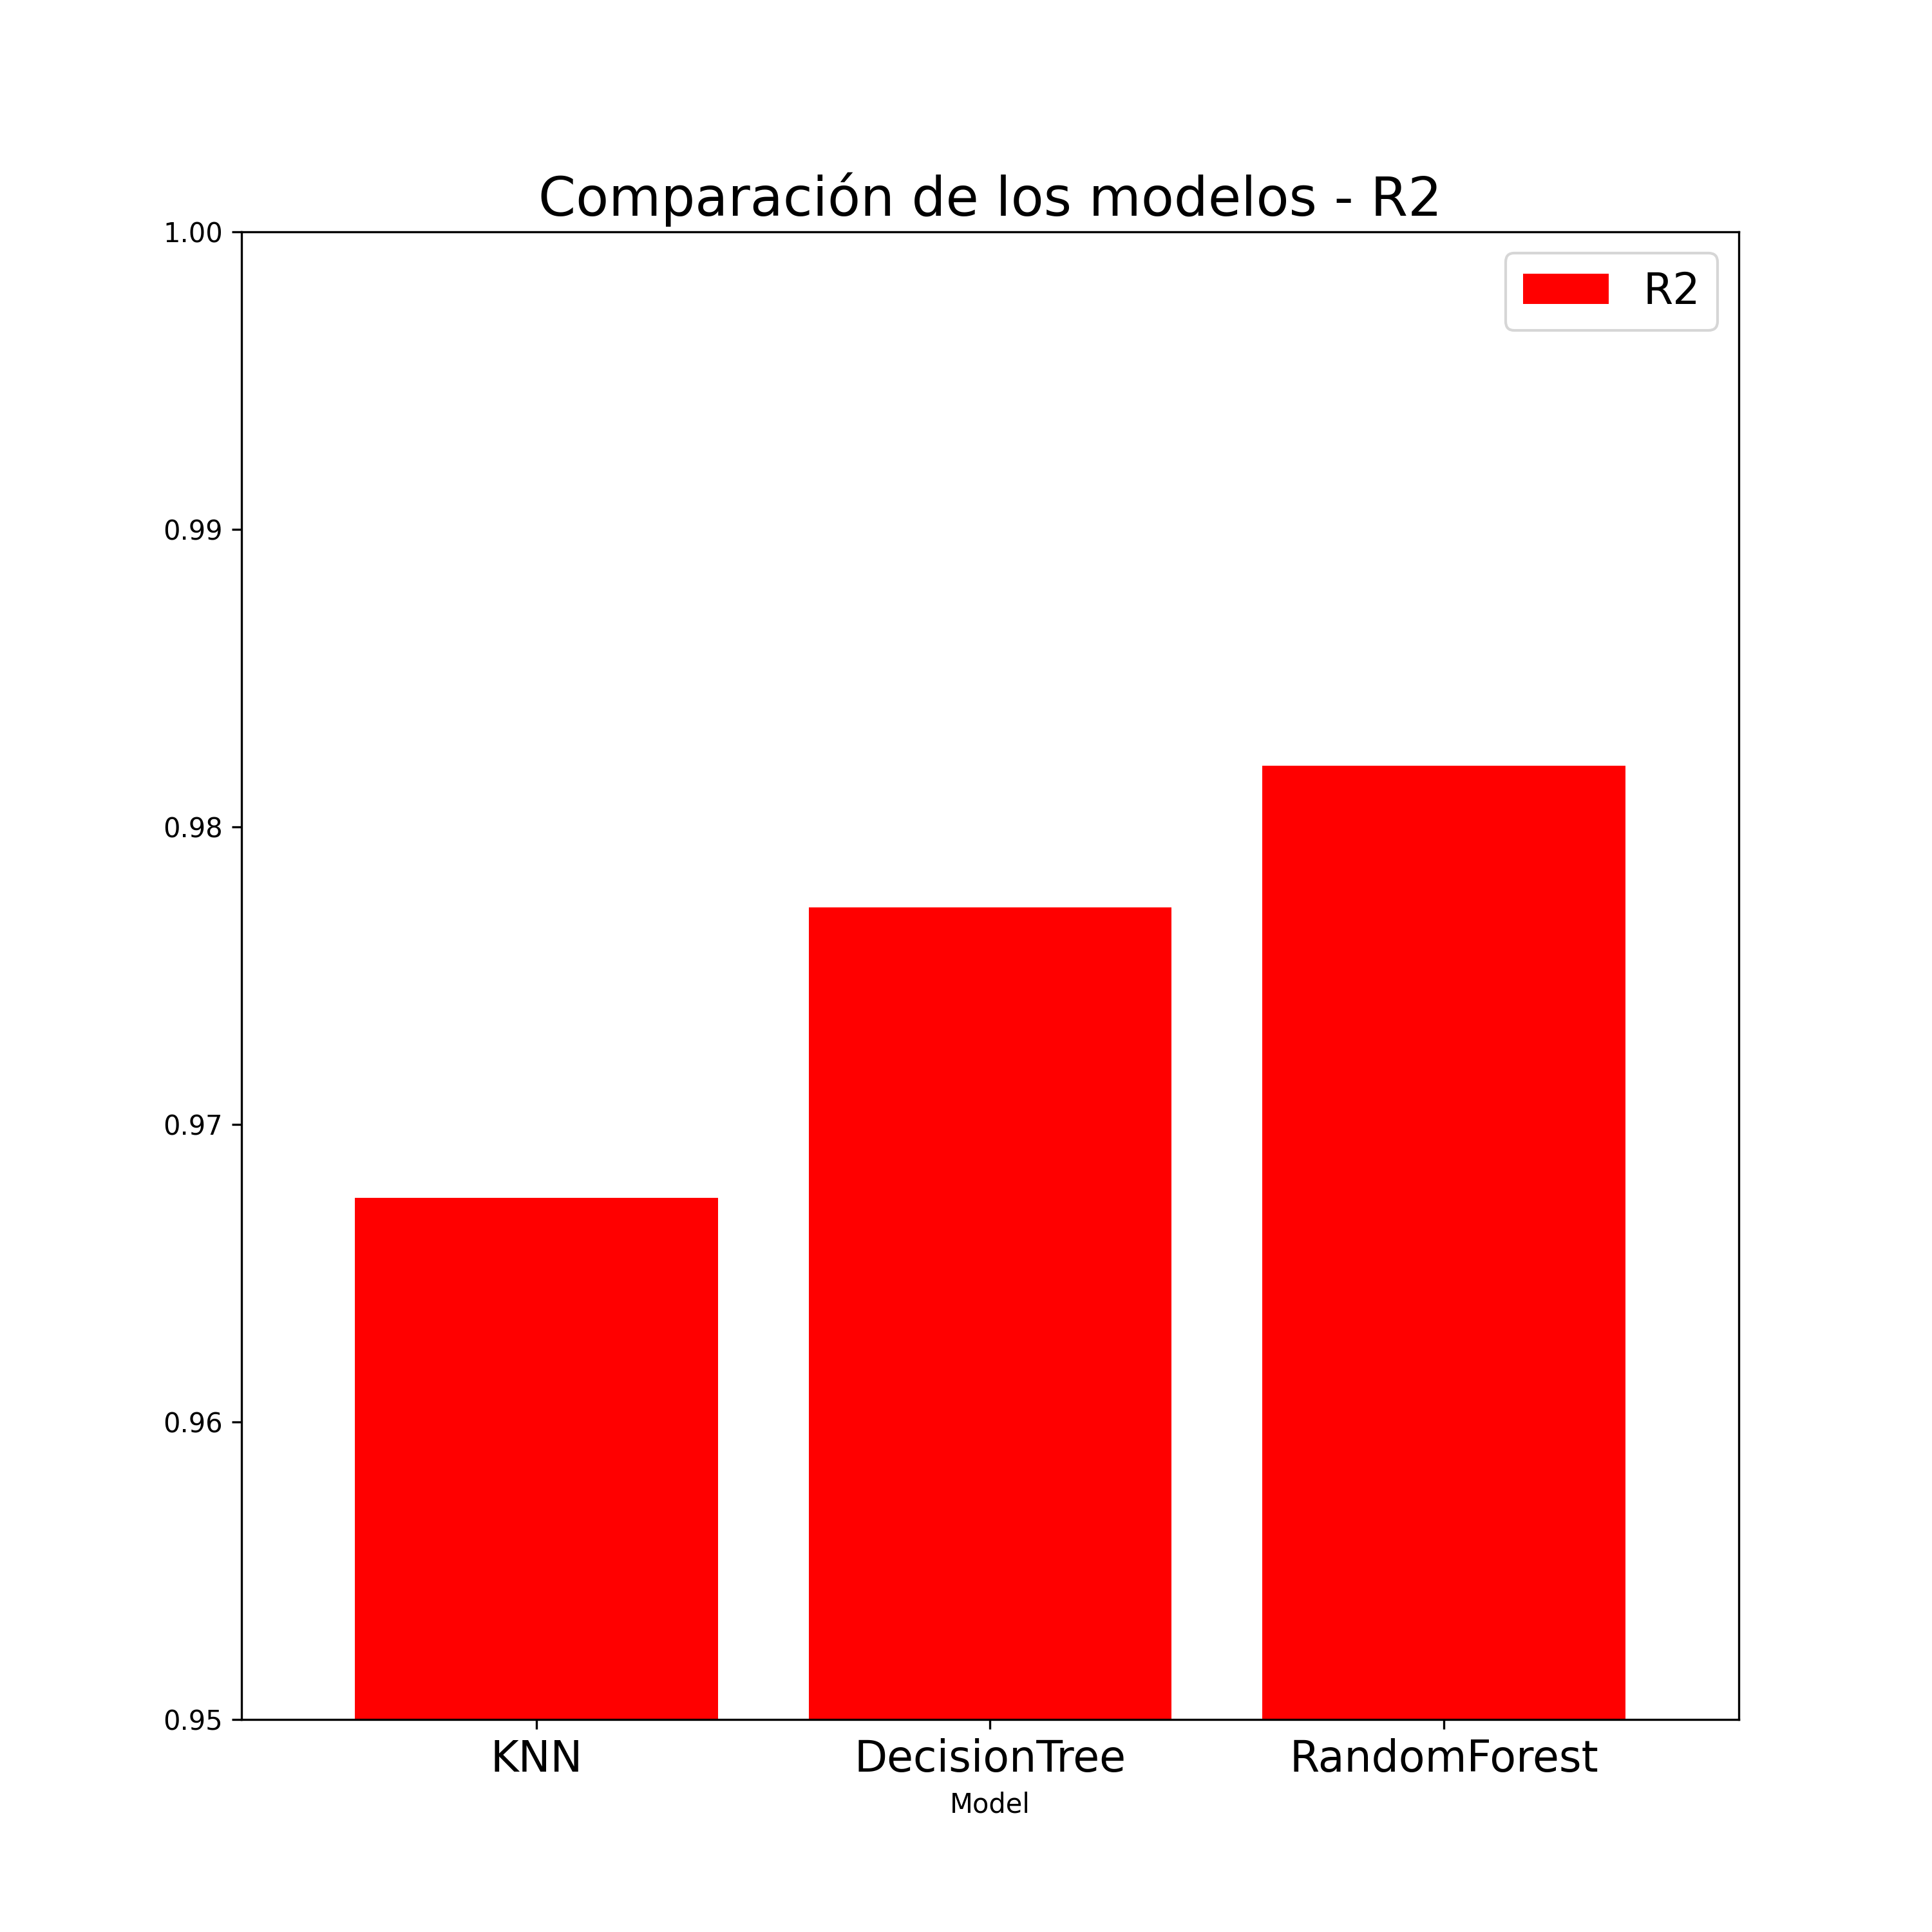 Comparación de los modelos - R2
R2
1.00
0.99
0.98
0.97
0.96
0.95
KNN DecisionTree RandomForest
Model